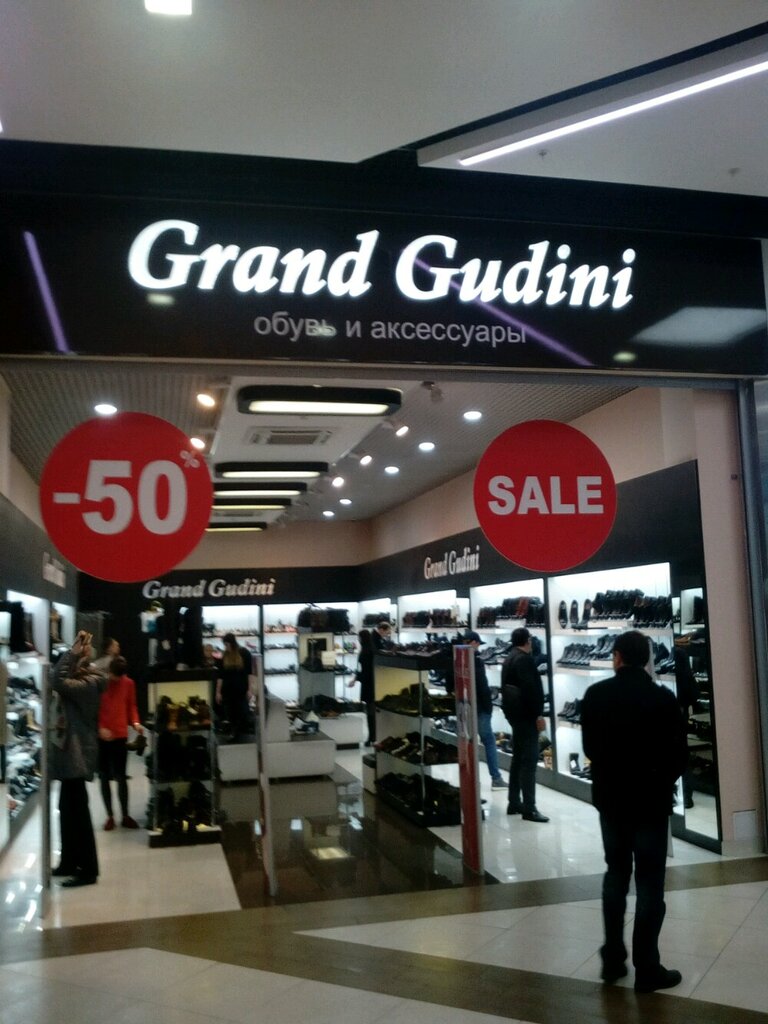 Grand Gudini
обувь и аксессуары
-50%
SALE
Grand Gudini
Grand Gudini